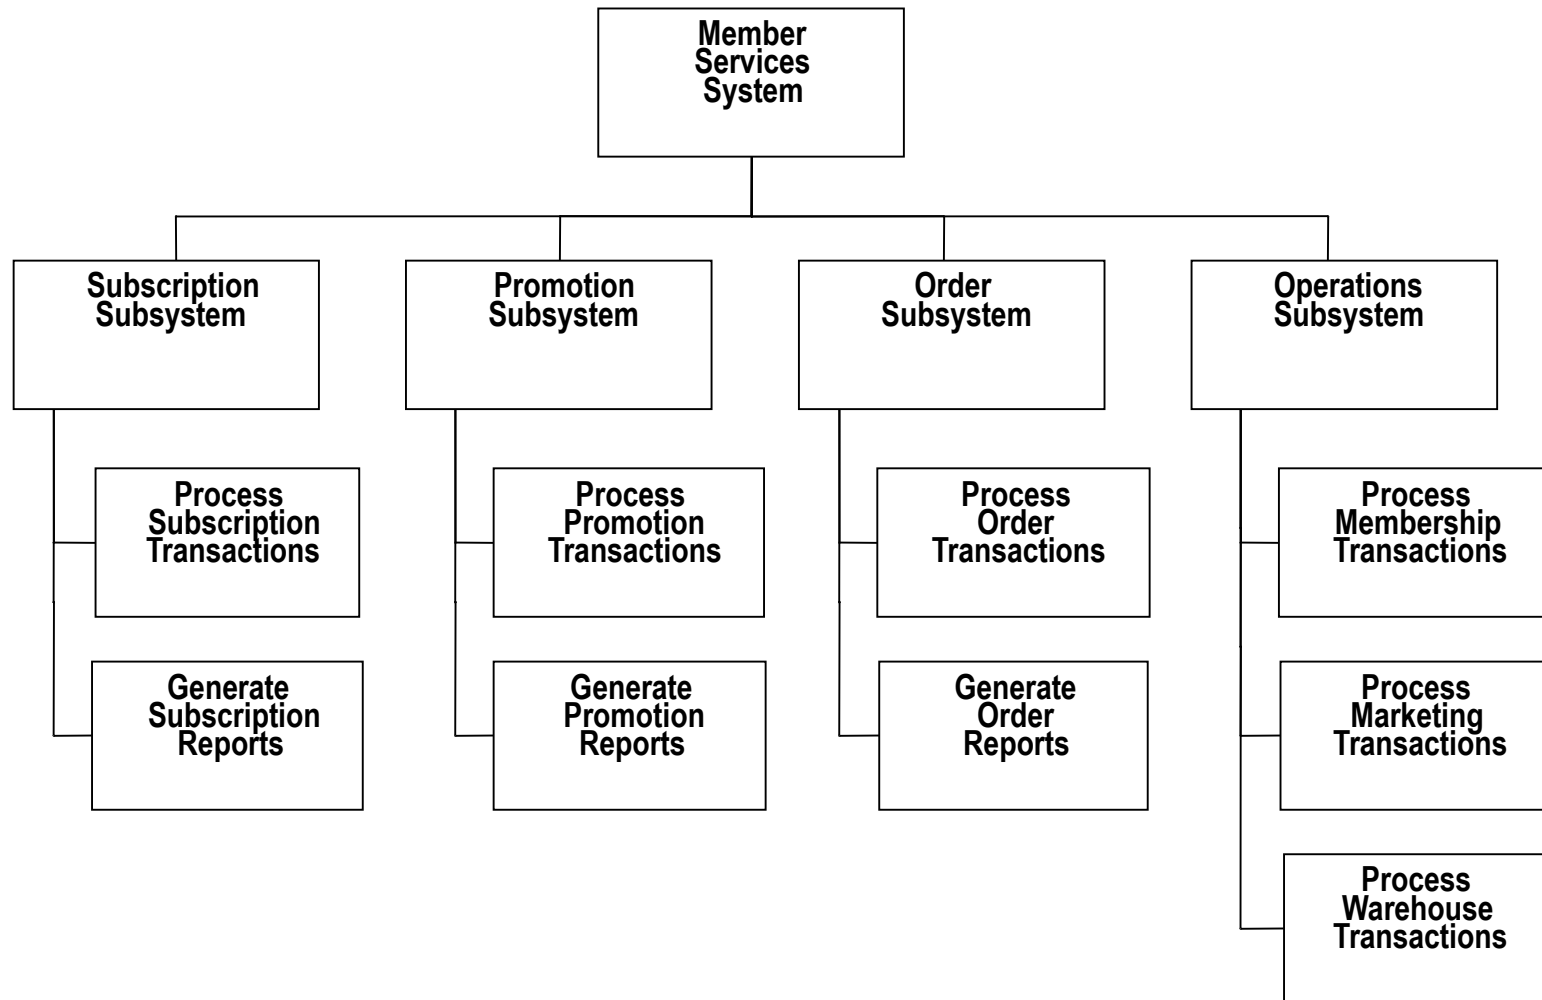 Member
Services
System
Subscription
Subsystem
Promotion
Subsystem
Order
Subsystem
Operations
Subsystem
Process
Subscription
Transactions
Process
Promotion
Transactions
Process
Order
Transactions
Process
Membership
Transactions
Generate
Subscription
Reports
Generate
Promotion
Reports
Generate
Order
Reports
Process
Marketing
Transactions
Process
Warehouse
Transactions